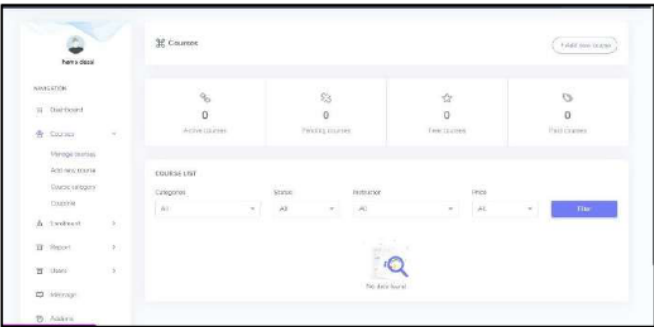 Courses
+ Add new course
NAVIGATION
Dashboard
Courses
Manage courses
Add new course
Course category
Coupons
Enrolment
Report
Users
Message
Addons
0
Active courses
0
Pending courses
0
Free courses
0
Paid courses
COURSE LIST
Categories
All
Status
All
Instructor
All
Price
All
Filter
No data found